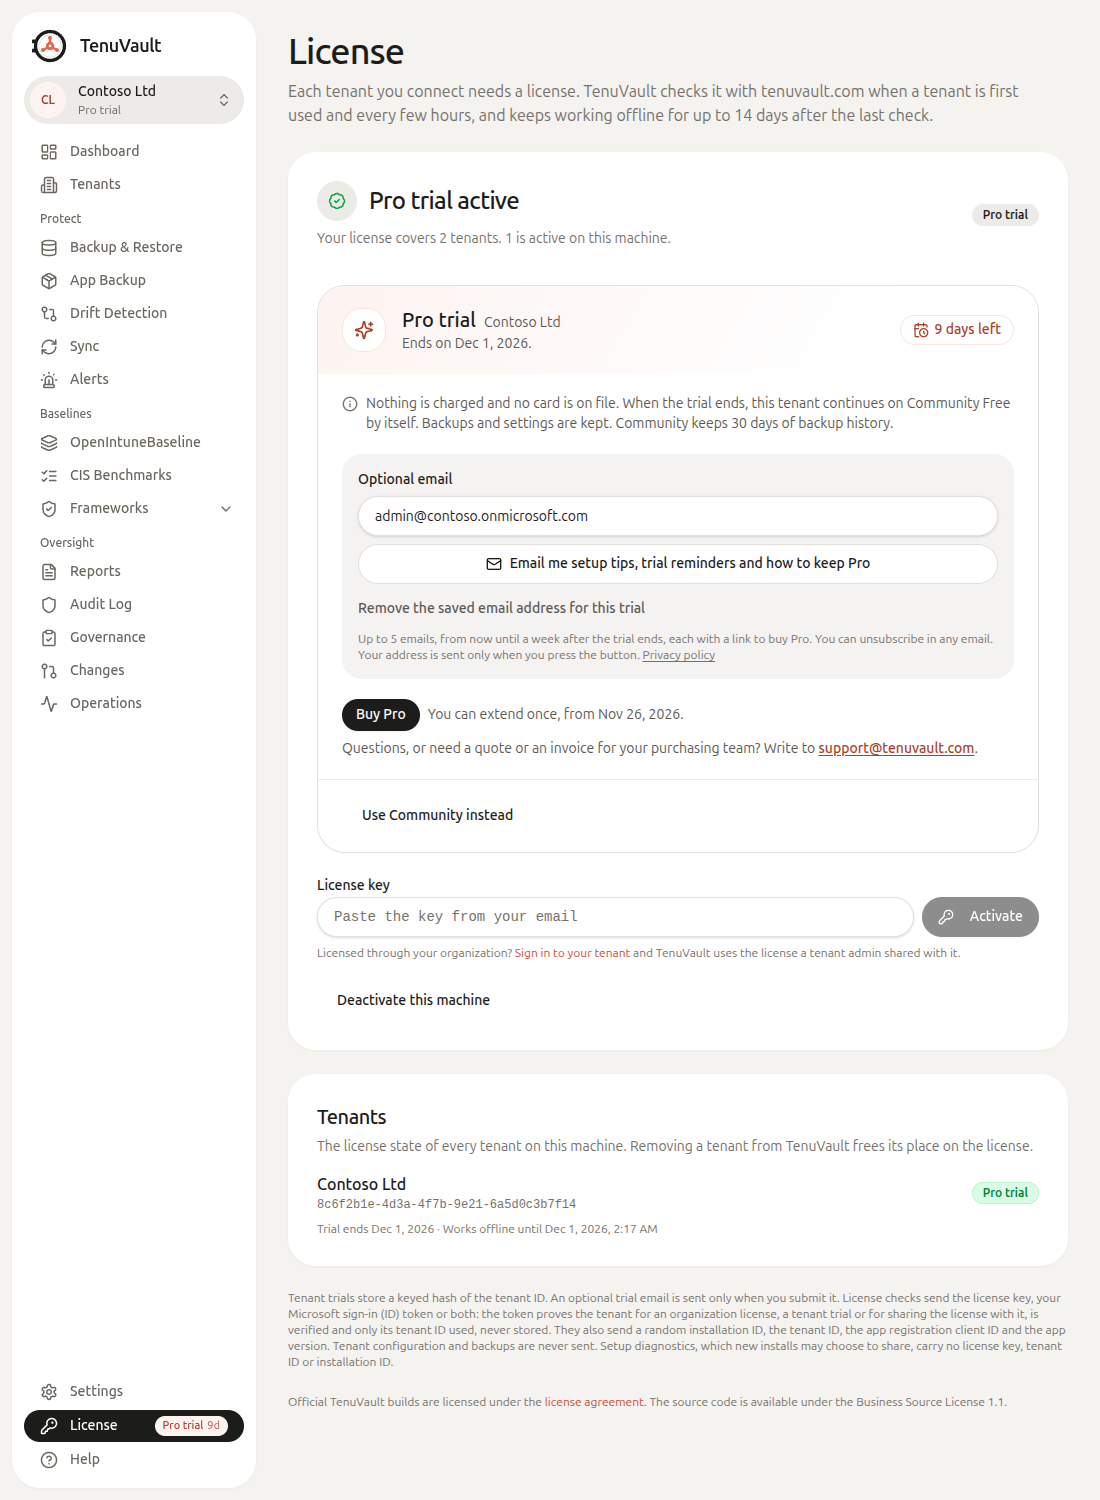 TenuVault
CL
Contoso Ltd
Pro trial
Dashboard
Tenants
Protect
Backup & Restore
App Backup
Drift Detection
Sync
Alerts
Baselines
OpenIntuneBaseline
CIS Benchmarks
Frameworks
Oversight
Reports
Audit Log
Governance
Changes
Operations
Settings
License
Pro trial 9d
Help
License
Each tenant you connect needs a license. TenuVault checks it with tenuvault.com when a tenant is first
used and every few hours, and keeps working offline for up to 14 days after the last check.
Pro trial active
Pro trial
Your license covers 2 tenants. 1 is active on this machine.
Pro trial Contoso Ltd
Ends on Dec 1, 2026.
9 days left
Nothing is charged and no card is on file. When the trial ends, this tenant continues on Community Free
by itself. Backups and settings are kept. Community keeps 30 days of backup history.
Optional email
admin@contoso.onmicrosoft.com
Email me setup tips, trial reminders and how to keep Pro
Remove the saved email address for this trial
Up to 5 emails, from now until a week after the trial ends, each with a link to buy Pro. You can unsubscribe in any email.
Your address is sent only when you press the button. Privacy policy
Buy Pro
You can extend once, from Nov 26, 2026.
Questions, or need a quote or an invoice for your purchasing team? Write to support@tenuvault.com.
Use Community instead
License key
Paste the key from your email
Activate
Licensed through your organization? Sign in to your tenant and TenuVault uses the license a tenant admin shared with it.
Deactivate this machine
Tenants
The license state of every tenant on this machine. Removing a tenant from TenuVault frees its place on the license.
Contoso Ltd
8c6f2b1e-4d3a-4f7b-9e21-6a5d0c3b7f14
Pro trial
Trial ends Dec 1, 2026 · Works offline until Dec 1, 2026, 2:17 AM
Tenant trials store a keyed hash of the tenant ID. An optional trial email is sent only when you submit it. License checks send the license key, your
Microsoft sign-in (ID) token or both: the token proves the tenant for an organization license, a tenant trial or for sharing the license with it, is
verified and only its tenant ID used, never stored. They also send a random installation ID, the tenant ID, the app registration client ID and the app
version. Tenant configuration and backups are never sent. Setup diagnostics, which new installs may choose to share, carry no license key, tenant
ID or installation ID.
Official TenuVault builds are licensed under the license agreement. The source code is available under the Business Source License 1.1.